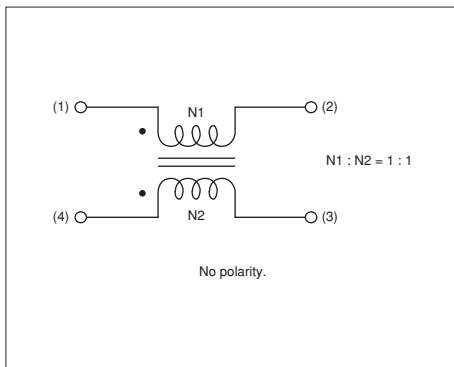 (1) N1 (2)
N1 : N2 = 1 : 1
(4) N2 (3)
No polarity.